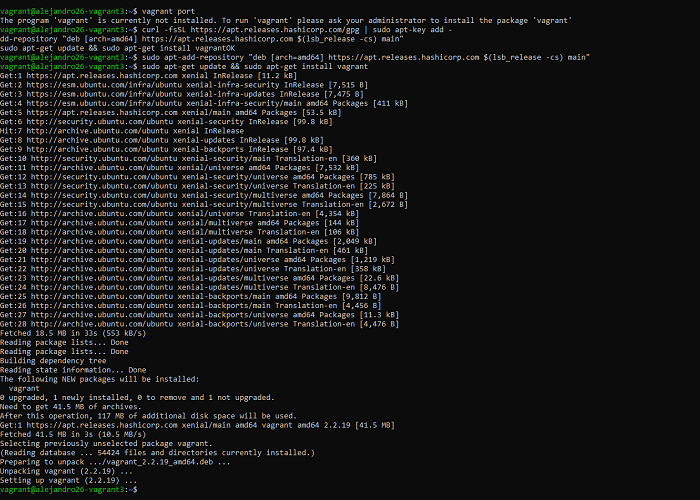 vagrant@alejandro26-vagrant3:~$ vagrant port
The program 'vagrant' is currently not installed. To run 'vagrant' please ask your administrator to install the package 'vagrant'
vagrant@alejandro26-vagrant3:~$ curl -fsSL https://apt.releases.hashicorp.com/gpg | sudo apt-key add -
dd-repository "deb [arch=amd64] https://apt.releases.hashicorp.com $(lsb_release -cs) main"
sudo apt-get update && sudo apt-get install vagrantOK
vagrant@alejandro26-vagrant3:~$ sudo apt-add-repository "deb [arch=amd64] https://apt.releases.hashicorp.com $(lsb_release -cs) main"
vagrant@alejandro26-vagrant3:~$ sudo apt-get update && sudo apt-get install vagrant
Get:1 https://apt.releases.hashicorp.com xenial InRelease [11.2 kB]
Get:2 https://esm.ubuntu.com/infra/ubuntu xenial-infra-security InRelease [7,515 B]
Get:3 https://esm.ubuntu.com/infra/ubuntu xenial-infra-updates InRelease [7,475 B]
Get:4 https://esm.ubuntu.com/infra/ubuntu xenial-infra-security/main amd64 Packages [411 kB]
Get:5 https://apt.releases.hashicorp.com xenial/main amd64 Packages [53.5 kB]
Get:6 http://security.ubuntu.com/ubuntu xenial-security InRelease [99.8 kB]
Hit:7 http://archive.ubuntu.com/ubuntu xenial InRelease
Get:8 http://archive.ubuntu.com/ubuntu xenial-updates InRelease [99.8 kB]
Get:9 http://archive.ubuntu.com/ubuntu xenial-backports InRelease [97.4 kB]
Get:10 http://security.ubuntu.com/ubuntu xenial-security/main Translation-en [360 kB]
Get:11 http://archive.ubuntu.com/ubuntu xenial/universe amd64 Packages [7,532 kB]
Get:12 http://security.ubuntu.com/ubuntu xenial-security/universe amd64 Packages [785 kB]
Get:13 http://security.ubuntu.com/ubuntu xenial-security/universe Translation-en [225 kB]
Get:14 http://security.ubuntu.com/ubuntu xenial-security/multiverse amd64 Packages [7,864 B]
Get:15 http://security.ubuntu.com/ubuntu xenial-security/multiverse Translation-en [2,672 B]
Get:16 http://archive.ubuntu.com/ubuntu xenial/universe Translation-en [4,354 kB]
Get:17 http://archive.ubuntu.com/ubuntu xenial/multiverse amd64 Packages [144 kB]
Get:18 http://archive.ubuntu.com/ubuntu xenial/multiverse Translation-en [106 kB]
Get:19 http://archive.ubuntu.com/ubuntu xenial-updates/main amd64 Packages [2,049 kB]
Get:20 http://archive.ubuntu.com/ubuntu xenial-updates/main Translation-en [461 kB]
Get:21 http://archive.ubuntu.com/ubuntu xenial-updates/universe amd64 Packages [1,219 kB]
Get:22 http://archive.ubuntu.com/ubuntu xenial-updates/universe Translation-en [358 kB]
Get:23 http://archive.ubuntu.com/ubuntu xenial-updates/multiverse amd64 Packages [22.6 kB]
Get:24 http://archive.ubuntu.com/ubuntu xenial-updates/multiverse Translation-en [8,476 B]
Get:25 http://archive.ubuntu.com/ubuntu xenial-backports/main amd64 Packages [9,812 B]
Get:26 http://archive.ubuntu.com/ubuntu xenial-backports/main Translation-en [4,456 B]
Get:27 http://archive.ubuntu.com/ubuntu xenial-backports/universe amd64 Packages [11.3 kB]
Get:28 http://archive.ubuntu.com/ubuntu xenial-backports/universe Translation-en [4,476 B]
Fetched 18.5 MB in 33s (553 kB/s)
Reading package lists... Done
Reading package lists... Done
Building dependency tree
Reading state information... Done
The following NEW packages will be installed:
  vagrant
0 upgraded, 1 newly installed, 0 to remove and 1 not upgraded.
Need to get 41.5 MB of archives.
After this operation, 117 MB of additional disk space will be used.
Get:1 https://apt.releases.hashicorp.com xenial/main amd64 vagrant amd64 2.2.19 [41.5 MB]
Fetched 41.5 MB in 3s (10.5 MB/s)
Selecting previously unselected package vagrant.
(Reading database ... 54424 files and directories currently installed.)
Preparing to unpack .../vagrant_2.2.19_amd64.deb ...
Unpacking vagrant (2.2.19) ...
Setting up vagrant (2.2.19) ...
vagrant@alejandro26-vagrant3:~$